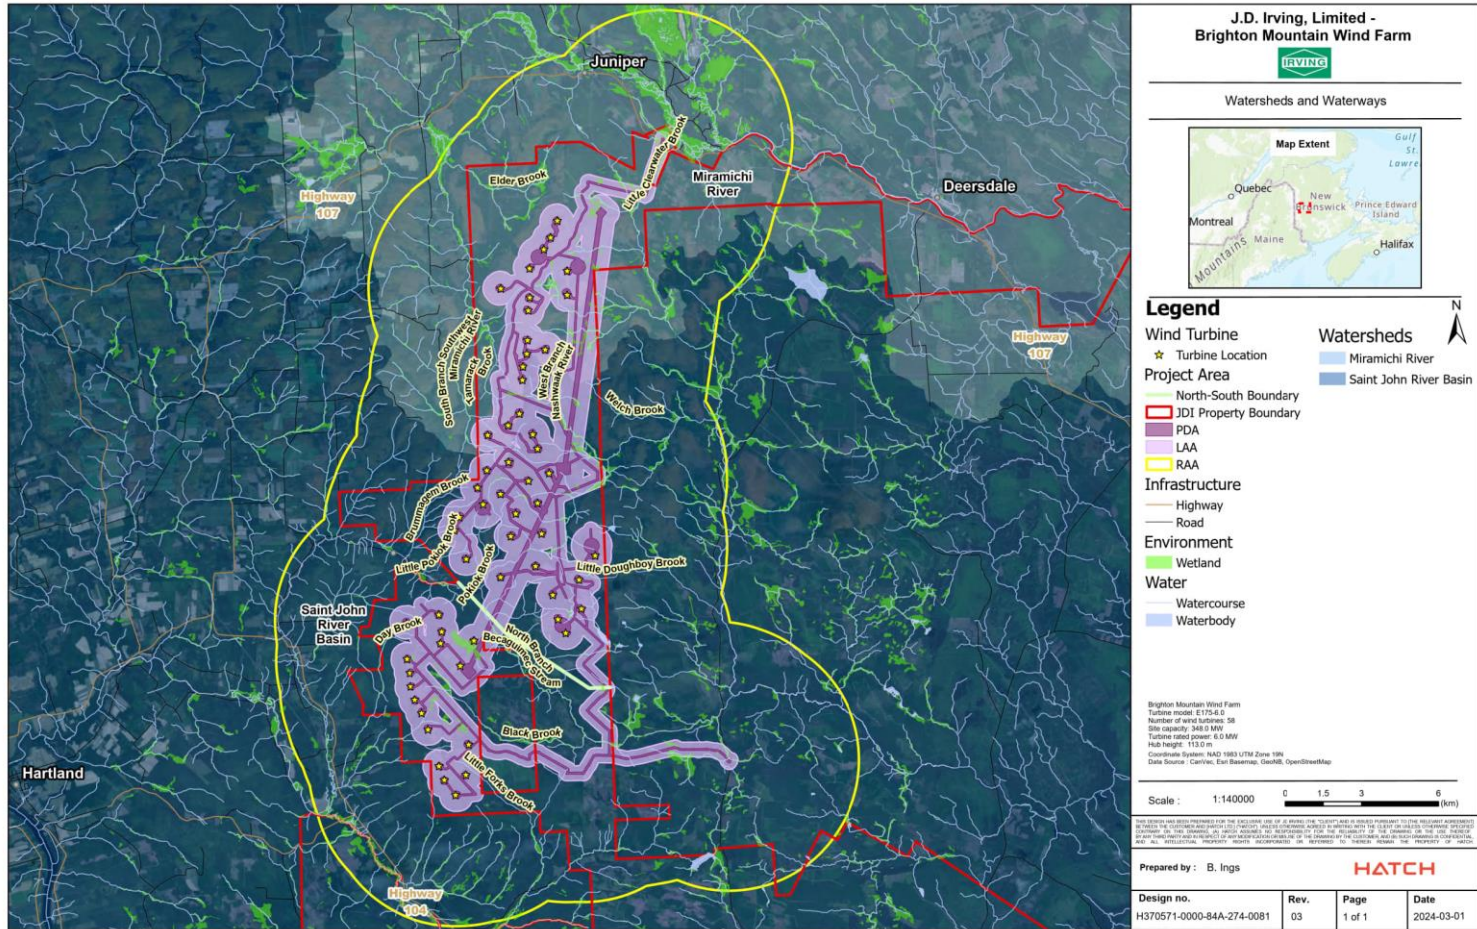 Juniper
Little Clearwater Brook
Elder Brook
Miramichi
River
Deersdale
Highway
107
South Branch Southwest
Miramichi River
Tamarack
Brook
West Branch
Nashwaak River
Welch Brook
Highway
107
Brummagem Brook
Little Pokiok Brook
Pokiok Brook
Little Doughboy Brook
Saint John
River
Basin
Day Brook
North Branch
Becaguimec Stream
Black Brook
Little Forks Brook
Hartland
Highway
104
J.D. Irving, Limited -
Brighton Mountain Wind Farm
IRVING
Watersheds and Waterways
Map Extent
Gulf
St.
Lawre
Quebec
New
Brunswick
Prince Edward
Island
Montreal
Maine
Mountains
Halifax
Legend
N
Wind Turbine
Turbine Location
Project Area
North-South Boundary
JDI Property Boundary
PDA
LAA
RAA
Infrastructure
Highway
Road
Environment
Wetland
Water
Watercourse
Waterbody
Watersheds
Miramichi River
Saint John River Basin
Brighton Mountain Wind Farm
Turbine model: E175-6.0
Number of wind turbines: 58
Site capacity: 348.0 MW
Turbine rated power: 6.0 MW
Hub height: 113.0 m
Coordinate System: NAD 1983 UTM Zone 19N
Data Source : CanVec, Esri Basemap, GeoNB, OpenStreetMap
Scale : 1:140000
0 1.5 3 6
(km)
Prepared by : B. Ings
HATCH
Design no. Rev. Page Date
H370571-0000-84A-274-0081 03 1 of 1 2024-03-01